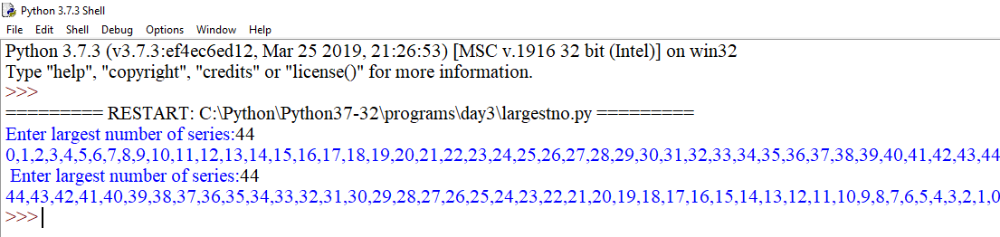 Python 3.7.3 Shell
File Edit Shell Debug Options Window Help
Python 3.7.3 (v3.7.3:ef4ec6ed12, Mar 25 2019, 21:26:53) [MSC v.1916 32 bit (Intel)] on win32
Type "help", "copyright", "credits" or "license()" for more information.
>>>
========= RESTART: C:\Python\Python37-32\programs\day3\largestno.py =========
Enter largest number of series:44
0,1,2,3,4,5,6,7,8,9,10,11,12,13,14,15,16,17,18,19,20,21,22,23,24,25,26,27,28,29,30,31,32,33,34,35,36,37,38,39,40,41,42,43,44
Enter largest number of series:44
44,43,42,41,40,39,38,37,36,35,34,33,32,31,30,29,28,27,26,25,24,23,22,21,20,19,18,17,16,15,14,13,12,11,10,9,8,7,6,5,4,3,2,1,0
>>>